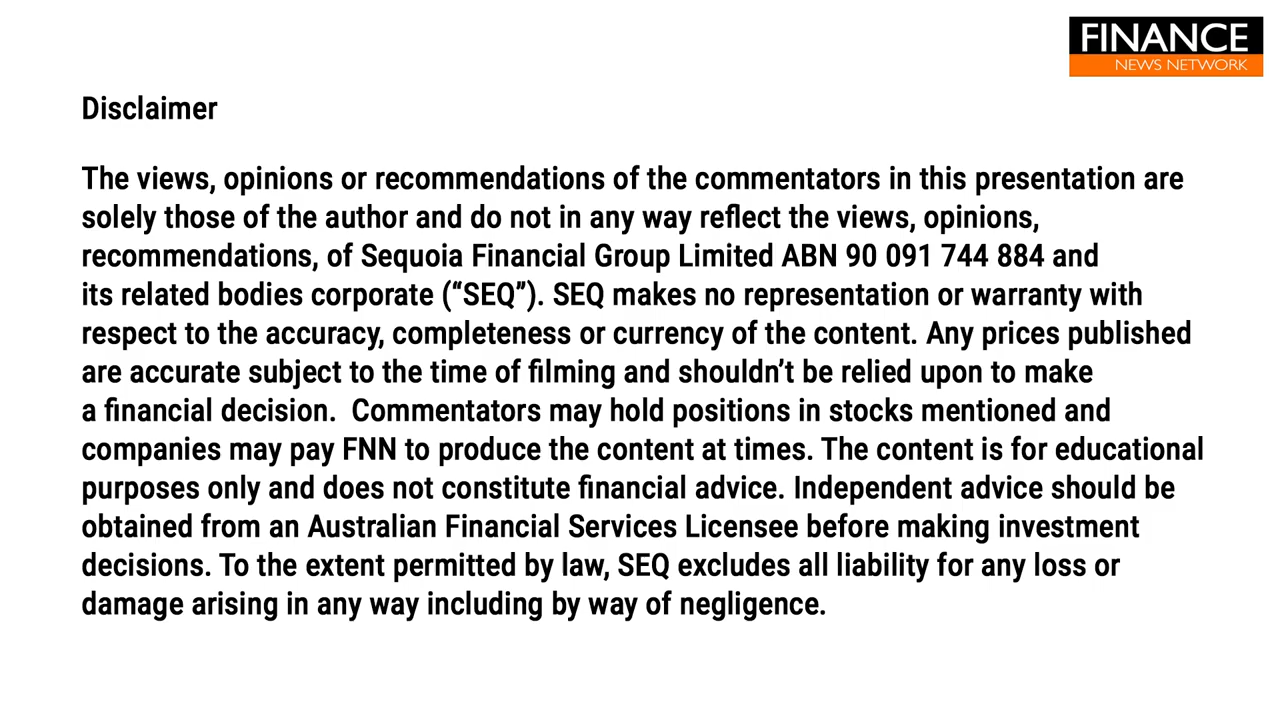 FINANCE
NEWS NETWORK
Disclaimer
The views, opinions or recommendations of the commentators in this presentation are
solely those of the author and do not in any way reflect the views, opinions,
recommendations, of Sequoia Financial Group Limited ABN 90 091 744 884 and
its related bodies corporate (“SEQ”). SEQ makes no representation or warranty with
respect to the accuracy, completeness or currency of the content. Any prices published
are accurate subject to the time of filming and shouldn’t be relied upon to make
a financial decision.  Commentators may hold positions in stocks mentioned and
companies may pay FNN to produce the content at times. The content is for educational
purposes only and does not constitute financial advice. Independent advice should be
obtained from an Australian Financial Services Licensee before making investment
decisions. To the extent permitted by law, SEQ excludes all liability for any loss or
damage arising in any way including by way of negligence.